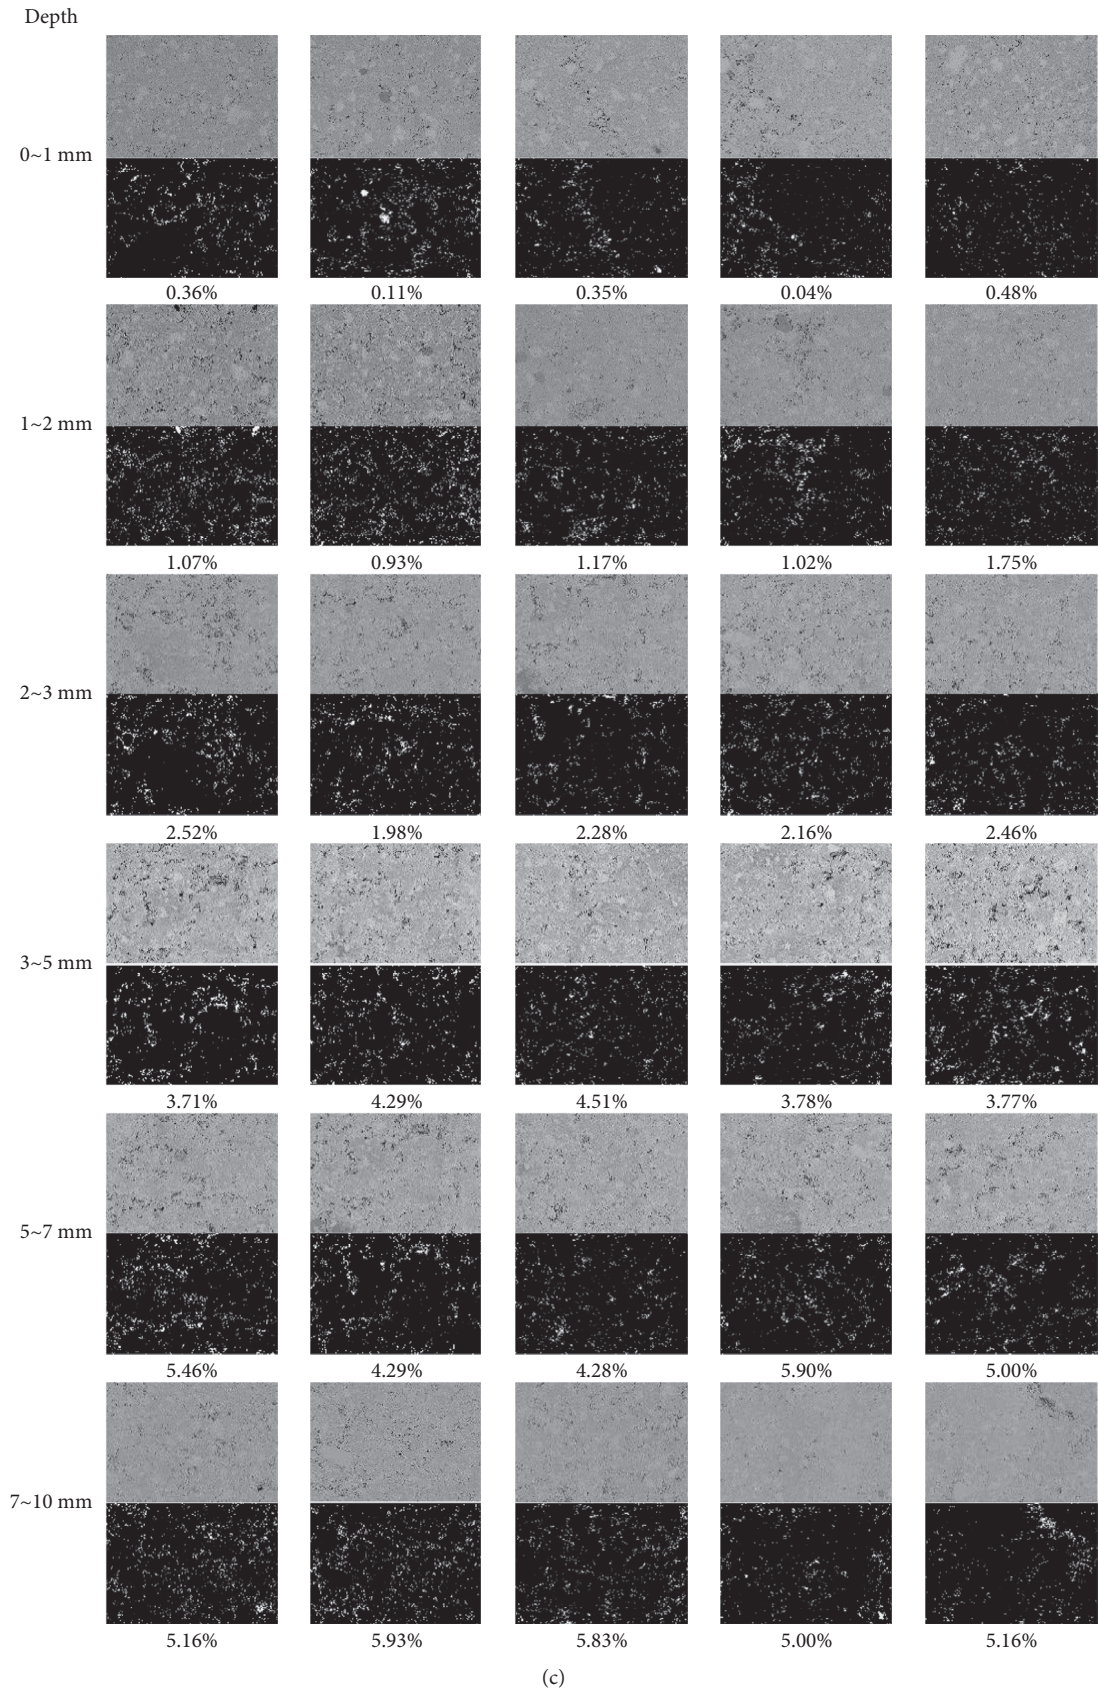 Depth
0~1 mm
0.36% 0.11% 0.35% 0.04% 0.48%
1~2 mm
1.07% 0.93% 1.17% 1.02% 1.75%
2~3 mm
2.52% 1.98% 2.28% 2.16% 2.46%
3~5 mm
3.71% 4.29% 4.51% 3.78% 3.77%
5~7 mm
5.46% 4.29% 4.28% 5.90% 5.00%
7~10 mm
5.16% 5.93% 5.83% 5.00% 5.16%
(c)